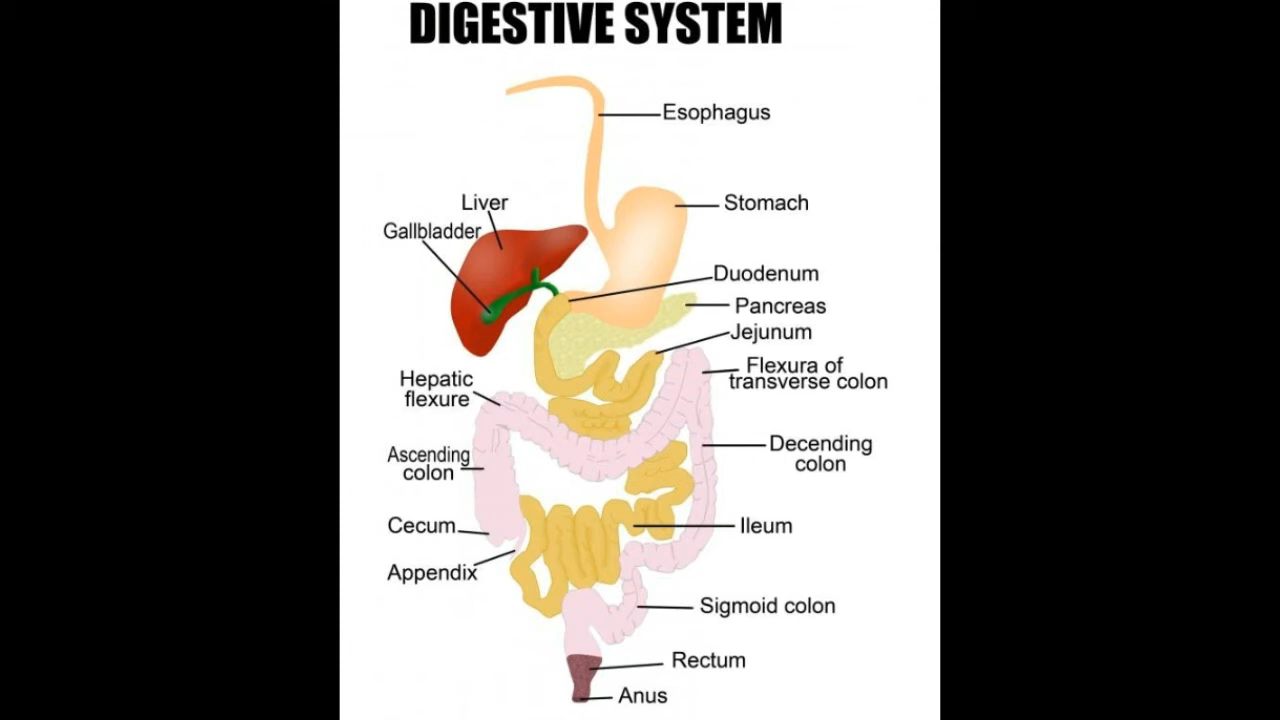 DIGESTIVE SYSTEM
Esophagus
Liver
Stomach
Gallbladder
Duodenum
Pancreas
Jejunum
Flexura of
transverse colon
Hepatic
flexure
Decending
colon
Ascending
colon
Cecum
Ileum
Appendix
Sigmoid colon
Rectum
Anus